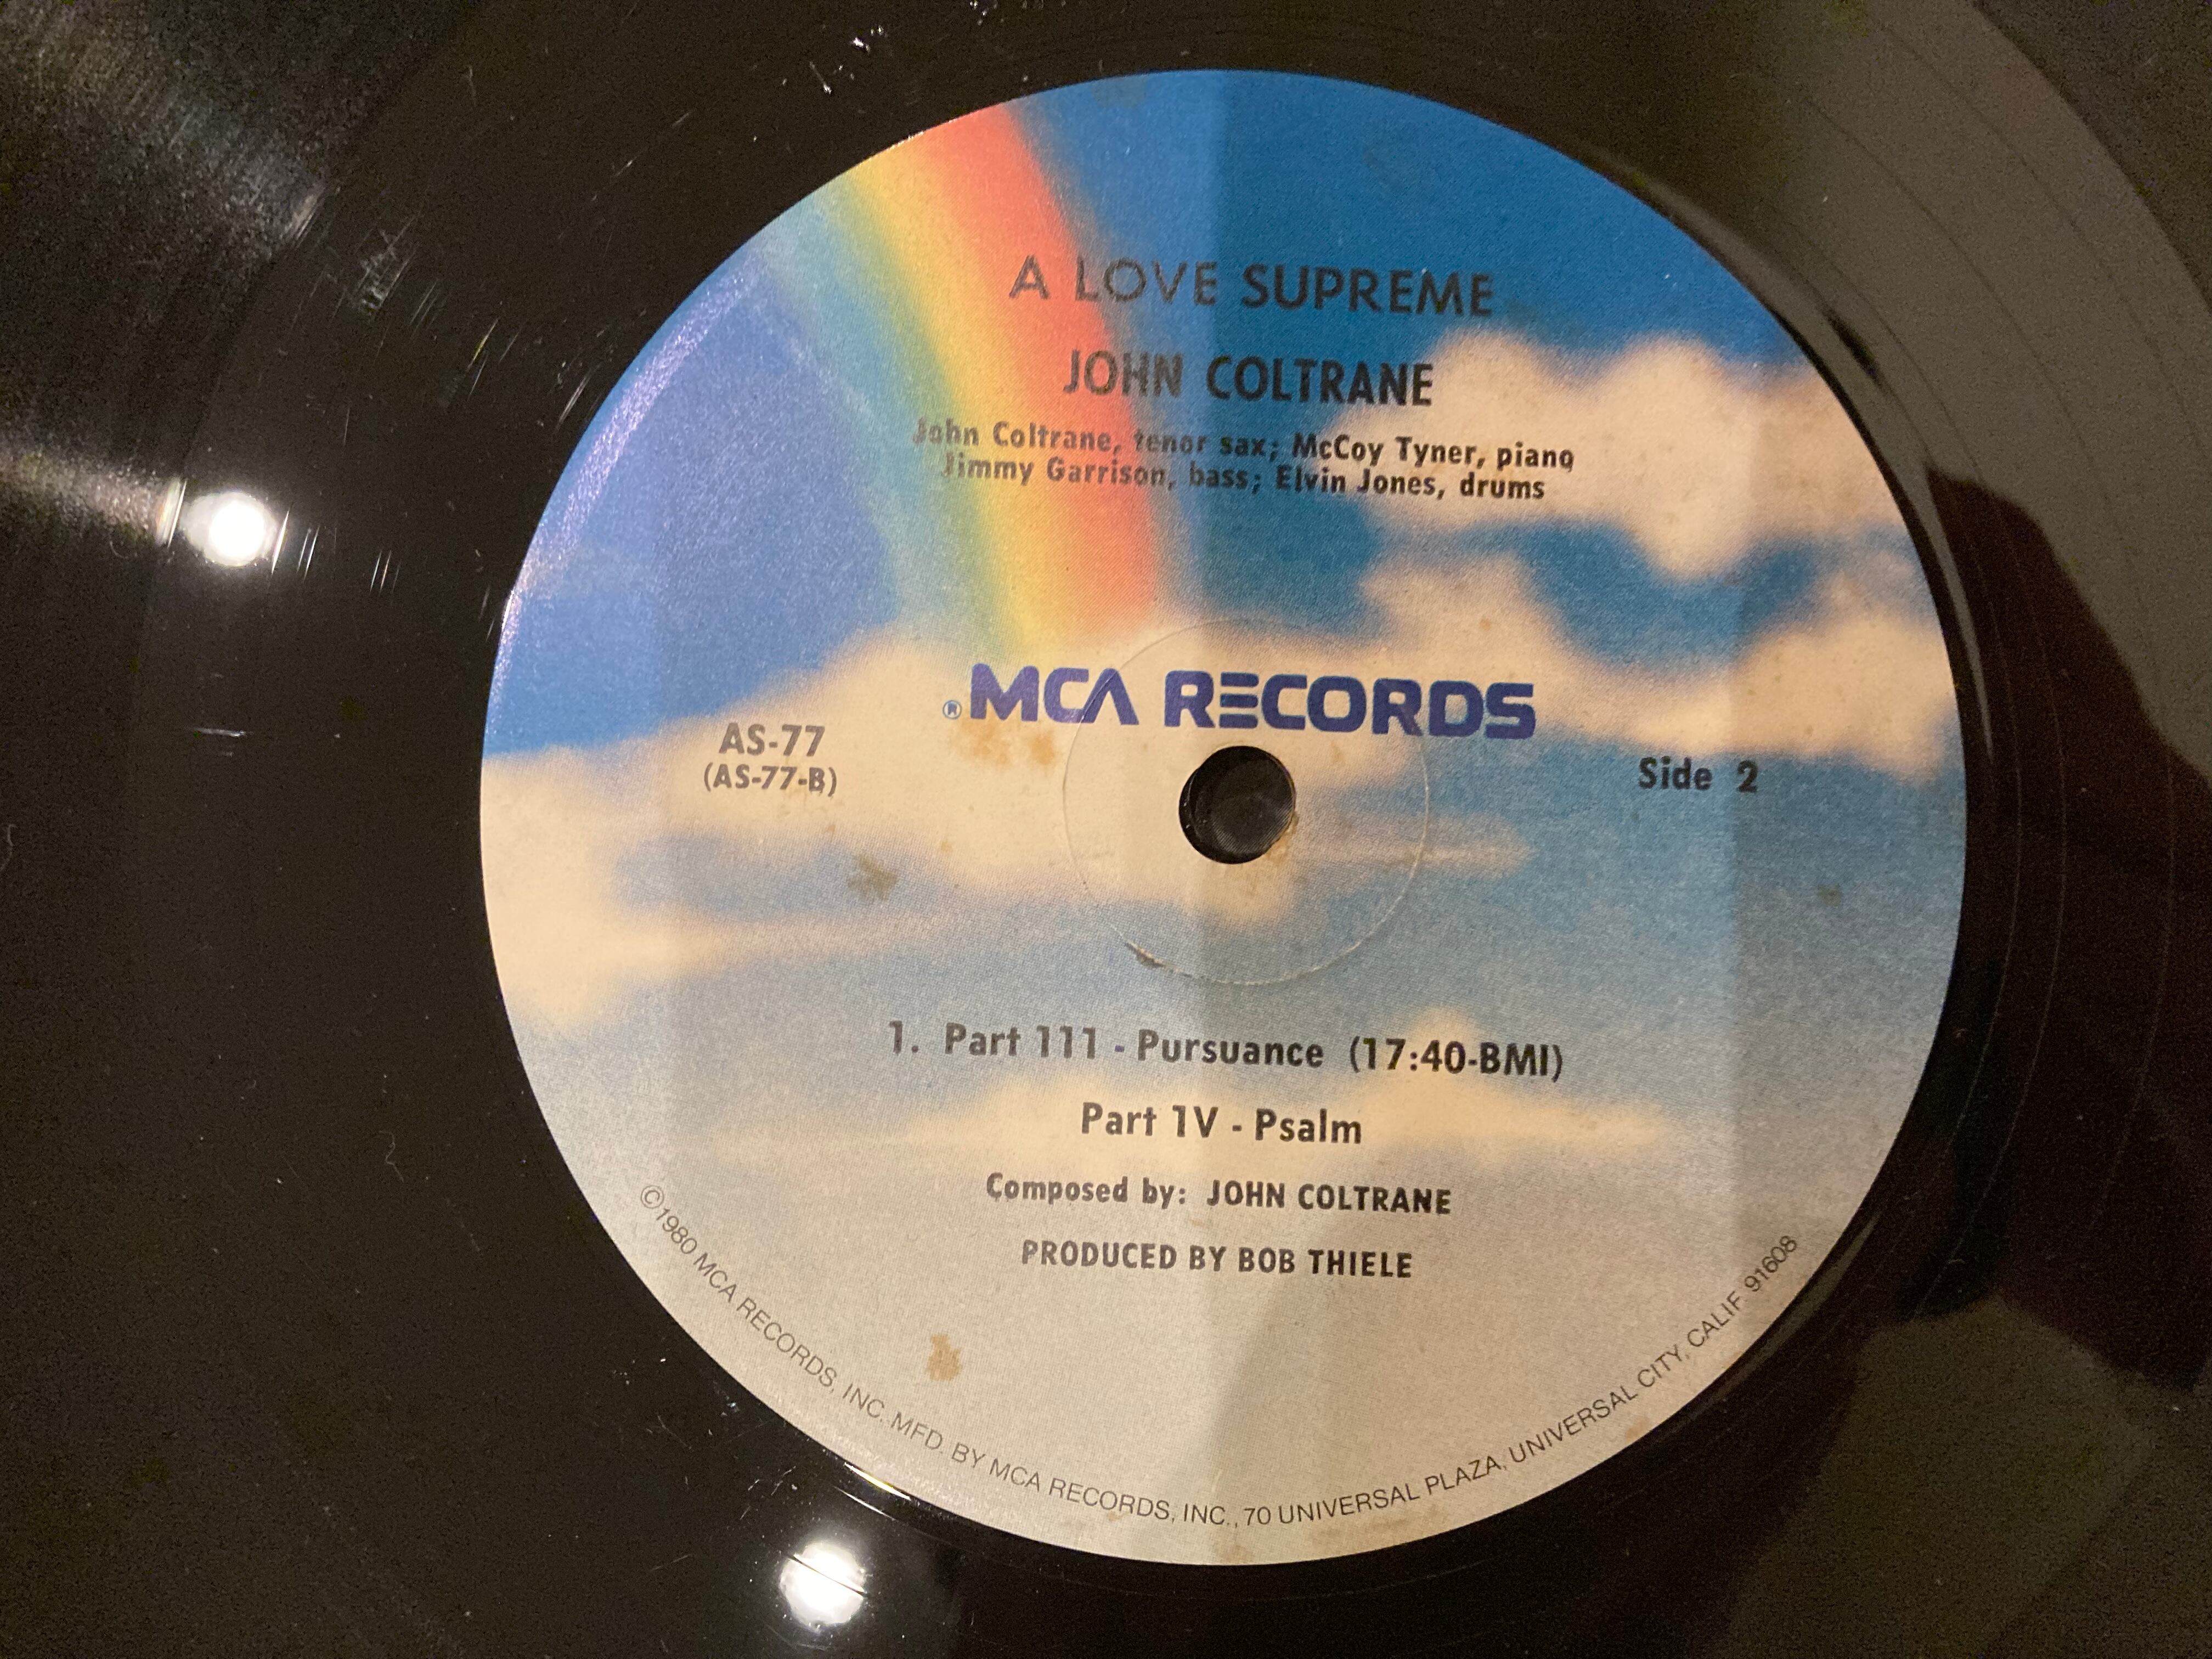 A LOVE SUPREME
JOHN COLTRANE
John Coltrane, tenor sax; McCoy Tyner, piano
Jimmy Garrison, bass; Elvin Jones, drums
®MCA RECORDS
AS-77
(AS-77-B)
Side 2
1. Part 111 - Pursuance (17:40-BMI)
Part 1V - Psalm
Composed by: JOHN COLTRANE
PRODUCED BY BOB THIELE
©1980 MCA RECORDS, INC. MFD. BY MCA RECORDS, INC., 70 UNIVERSAL PLAZA, UNIVERSAL CITY, CALIF 91608